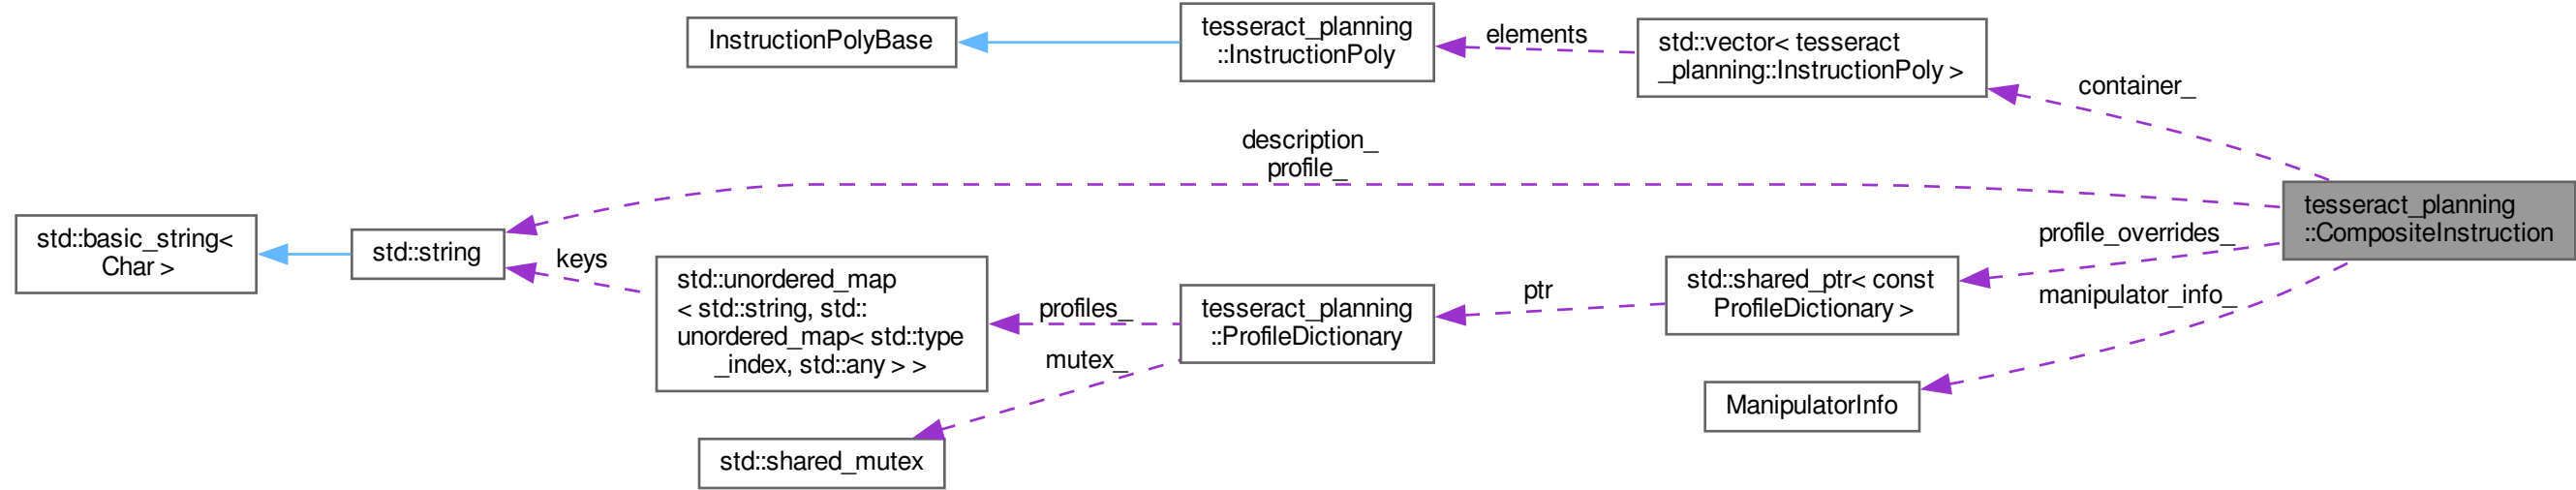 InstructionPolyBase
tesseract_planning
::InstructionPoly
elements
std::vector< tesseract
_planning::InstructionPoly >
container_
description_
profile_
tesseract_planning
::CompositeInstruction
std::basic_string<
Char >
std::string
keys
std::unordered_map
< std::string, std::
unordered_map< std::type
_index, std::any > >
profiles_
mutex_
tesseract_planning
::ProfileDictionary
ptr
std::shared_ptr< const
ProfileDictionary >
profile_overrides_
manipulator_info_
ManipulatorInfo
std::shared_mutex